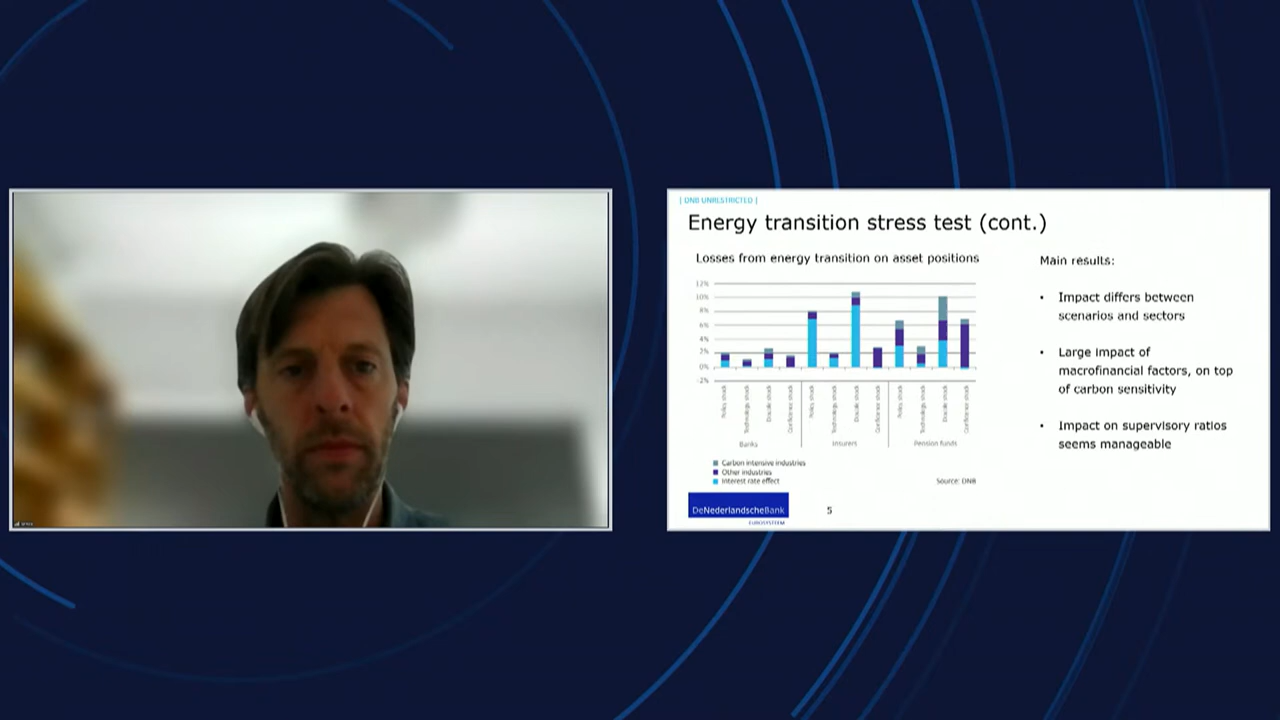 [ DNB UNRESTRICTED ]
Energy transition stress test (cont.)
Losses from energy transition on asset positions
12%
10%
8%
6%
4%
2%
0%
-2%
Policy shock
Technology shock
Double shock
Confidence shock
Policy shock
Technology shock
Double shock
Confidence shock
Policy shock
Technology shock
Double shock
Confidence shock
Banks
Insurers
Pension funds
Carbon intensive industries
Other industries
Interest rate effect
Source: DNB
Main results:
• Impact differs between
scenarios and sectors
• Large impact of
macrofinancial factors, on top
of carbon sensitivity
• Impact on supervisory ratios
seems manageable
DeNederlandscheBank
EUROSYSTEEM
5